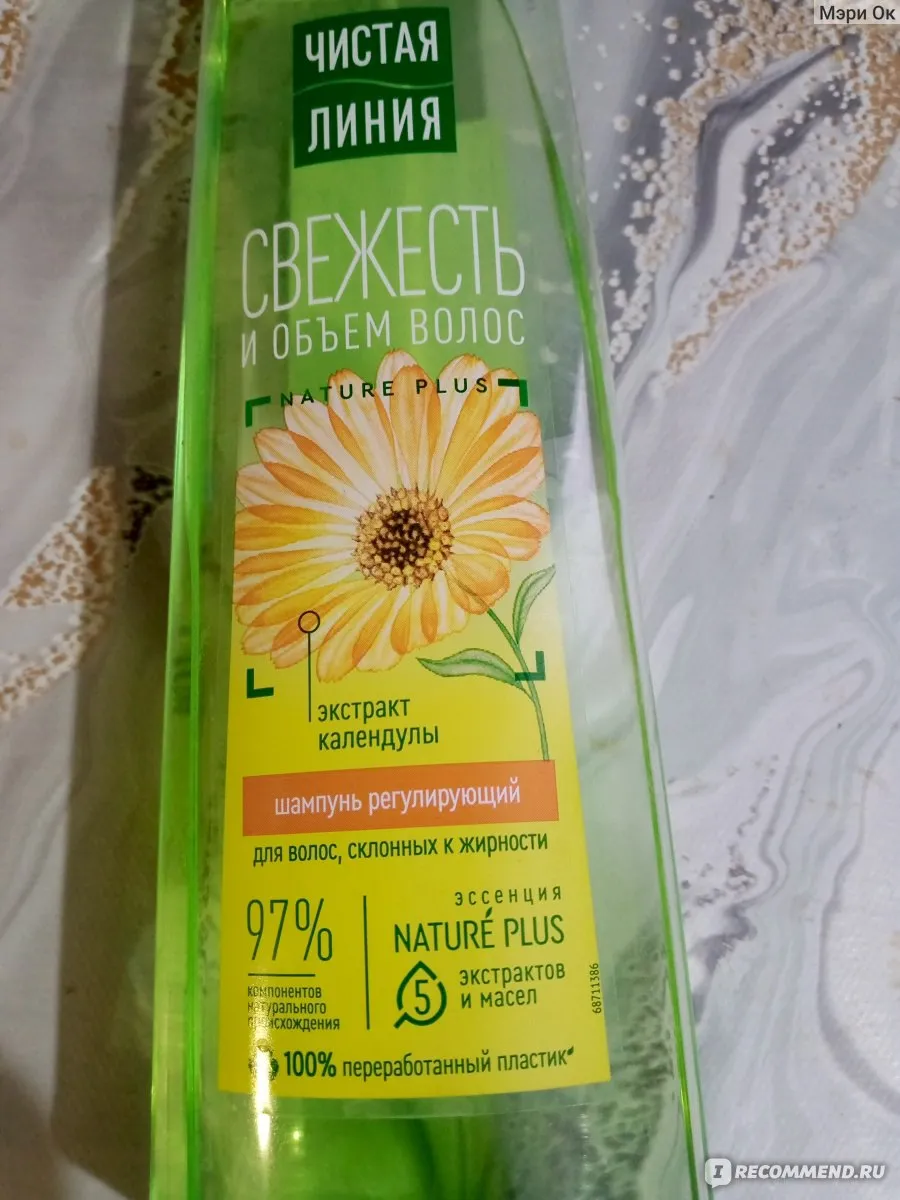 Мэри Ок
ЧИСТАЯ
ЛИНИЯ
СВЕЖЕСТЬ
И ОБЪЕМ ВОЛОС
NATURE PLUS
экстракт
календулы
шампунь регулирующий
для волос, склонных к жирности
97%
компонентов
натурального
происхождения
эссенция
NATURÉ PLUS
5
экстрактов
и масел
68711386
100% переработанный пластик
IRECOMMEND.RU